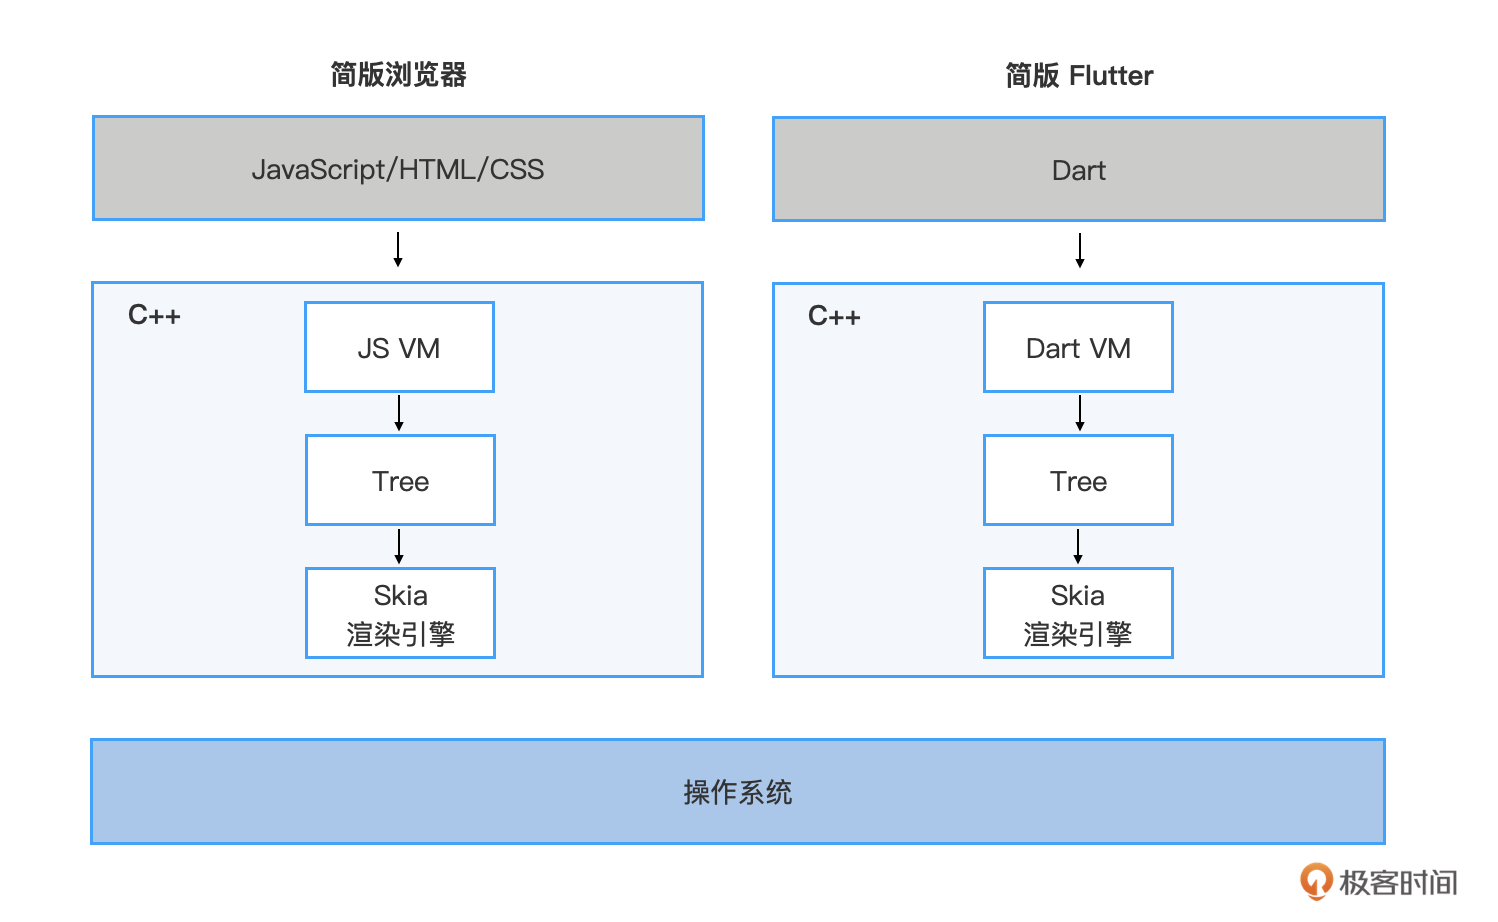 简版浏览器
JavaScript/HTML/CSS
C++
JS VM
Tree
Skia
渲染引擎
简版 Flutter
Dart
C++
Dart VM
Tree
Skia
渲染引擎
操作系统
极客时间